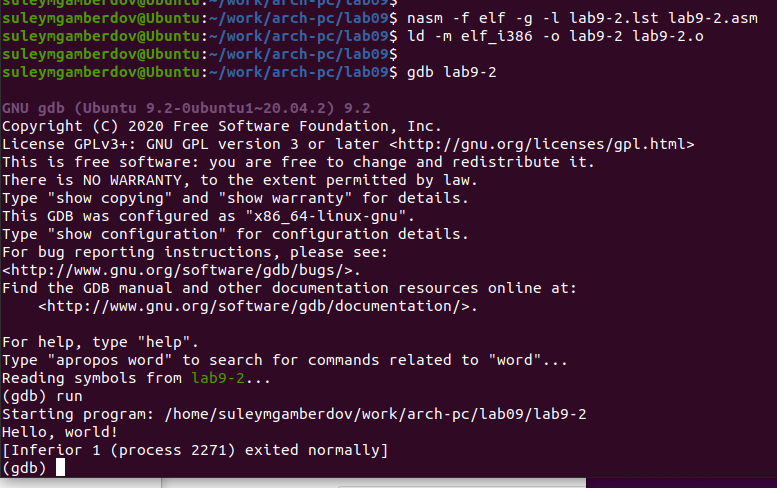 suleymgamberdov@Ubuntu:~/work/arch-pc/lab09$
suleymgamberdov@Ubuntu:~/work/arch-pc/lab09$ nasm -f elf -g -l lab9-2.lst lab9-2.asm
suleymgamberdov@Ubuntu:~/work/arch-pc/lab09$ ld -m elf_i386 -o lab9-2 lab9-2.o
suleymgamberdov@Ubuntu:~/work/arch-pc/lab09$
suleymgamberdov@Ubuntu:~/work/arch-pc/lab09$ gdb lab9-2
GNU gdb (Ubuntu 9.2-0ubuntu1~20.04.2) 9.2
Copyright (C) 2020 Free Software Foundation, Inc.
License GPLv3+: GNU GPL version 3 or later <http://gnu.org/licenses/gpl.html>
This is free software: you are free to change and redistribute it.
There is NO WARRANTY, to the extent permitted by law.
Type "show copying" and "show warranty" for details.
This GDB was configured as "x86_64-linux-gnu".
Type "show configuration" for configuration details.
For bug reporting instructions, please see:
<http://www.gnu.org/software/gdb/bugs/>.
Find the GDB manual and other documentation resources online at:
    <http://www.gnu.org/software/gdb/documentation/>.
For help, type "help".
Type "apropos word" to search for commands related to "word"...
Reading symbols from lab9-2...
(gdb) run
Starting program: /home/suleymgamberdov/work/arch-pc/lab09/lab9-2
Hello, world!
[Inferior 1 (process 2271) exited normally]
(gdb)